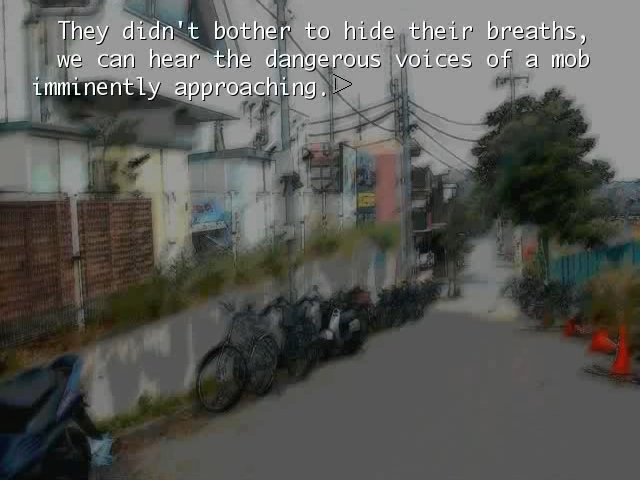 They didn't bother to hide their breaths,
we can hear the dangerous voices of a mob
imminently approaching.